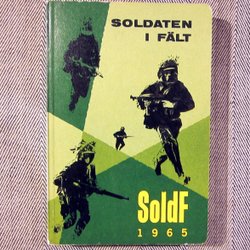 SOLDATEN
I FÄLT
SoldF
1965